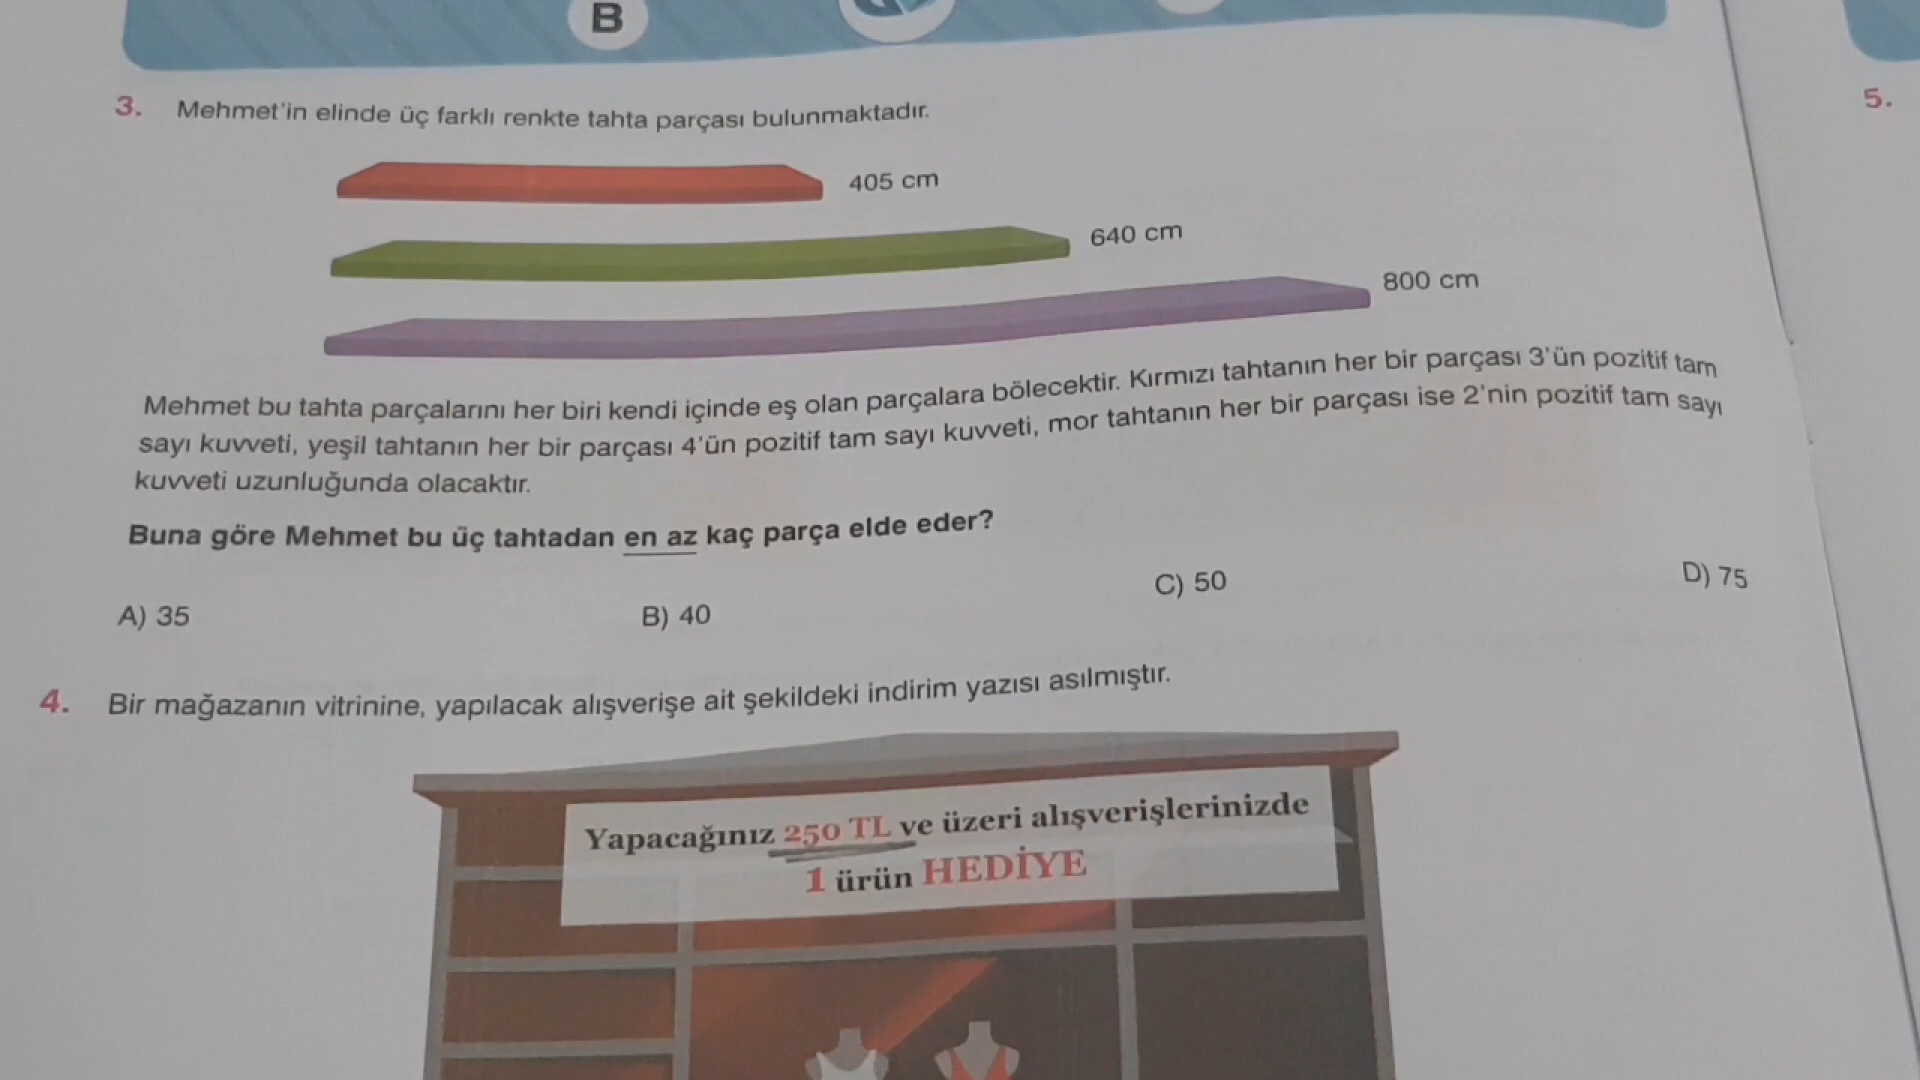 B
3. Mehmet'in elinde üç farklı renkte tahta parçası bulunmaktadır.
405 cm
640 cm
800 cm
Mehmet bu tahta parçalarını her biri kendi içinde eş olan parçalara bölecektir. Kırmızı tahtanın her bir parçası 3'ün pozitif tam
sayı kuvveti, yeşil tahtanın her bir parçası 4'ün pozitif tam sayı kuvveti, mor tahtanın her bir parçası ise 2'nin pozitif tam sayı
kuvveti uzunluğunda olacaktır.
Buna göre Mehmet bu üç tahtadan en az kaç parça elde eder?
A) 35
B) 40
C) 50
D) 75
4. Bir mağazanın vitrinine, yapılacak alışverişe ait şekildeki indirim yazısı asılmıştır.
Yapacağınız 250 TL ve üzeri alışverişlerinizde
1 ürün HEDİYE
5.